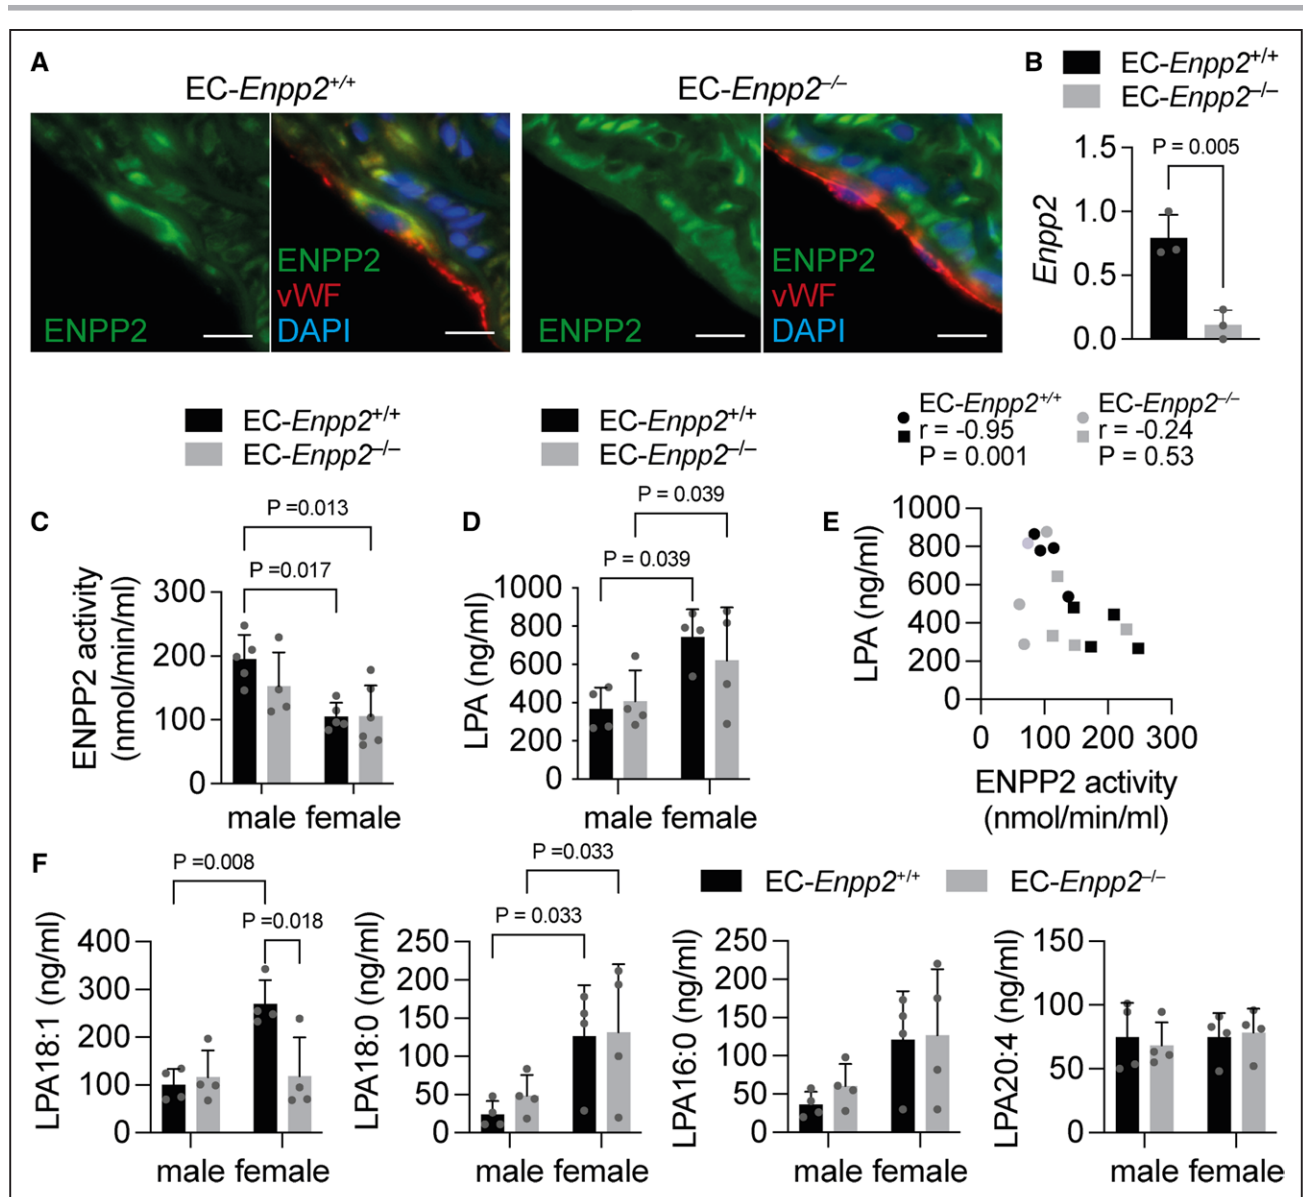 A
EC-Enpp2+/+
EC-Enpp2–/–
ENPP2
ENPP2
vWF
DAPI
ENPP2
ENPP2
vWF
DAPI
B
EC-Enpp2+/+
EC-Enpp2–/–
P = 0.005
1.5
1.0
0.5
0.0
Enpp2
C
EC-Enpp2+/+
EC-Enpp2–/–
P =0.013
P =0.017
300
200
100
0
ENPP2 activity
(nmol/min/ml)
male female
D
EC-Enpp2+/+
EC-Enpp2–/–
P = 0.039
P = 0.039
1000
800
600
400
200
0
LPA (ng/ml)
male female
E
EC-Enpp2+/+
r = -0.95
P = 0.001
EC-Enpp2–/–
r = -0.24
P = 0.53
1000
800
600
400
200
0
LPA (ng/ml)
0 100 200 300
ENPP2 activity
(nmol/min/ml)
F
EC-Enpp2+/+
EC-Enpp2–/–
P =0.008
P =0.018
400
300
200
100
0
LPA18:1 (ng/ml)
male female
P =0.033
P = 0.033
250
200
150
100
50
0
LPA18:0 (ng/ml)
male female
250
200
150
100
50
0
LPA16:0 (ng/ml)
male female
150
100
50
0
LPA20:4 (ng/ml)
male female